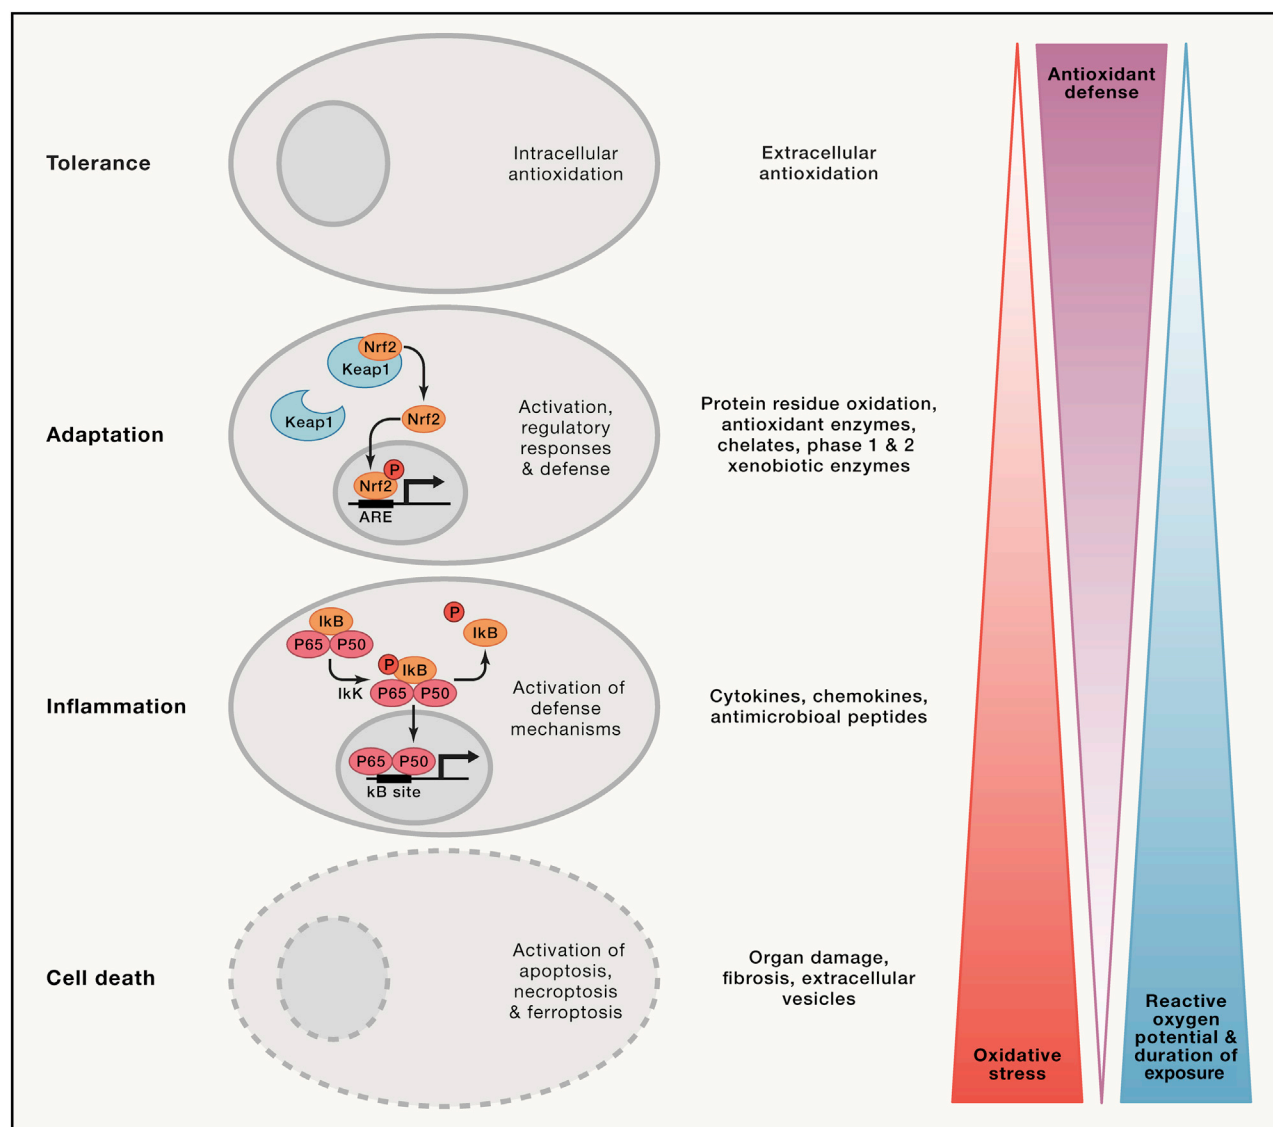 Tolerance
Intracellular
antioxidation
Extracellular
antioxidation
Antioxidant
defense
Adaptation
Nrf2
Keap1
Keap1
Nrf2
P
Nrf2
ARE
Activation,
regulatory
responses
& defense
Protein residue oxidation,
antioxidant enzymes,
chelates, phase 1 & 2
xenobiotic enzymes
Inflammation
IkB
P65 P50
IkK
P
IkB
P65 P50
P
IkB
P65 P50
kB site
Activation of
defense
mechanisms
Cytokines, chemokines,
antimicrobioal peptides
Cell death
Activation of
apoptosis,
necroptosis
& ferroptosis
Organ damage,
fibrosis, extracellular
vesicles
Oxidative
stress
Reactive
oxygen
potential &
duration of
exposure